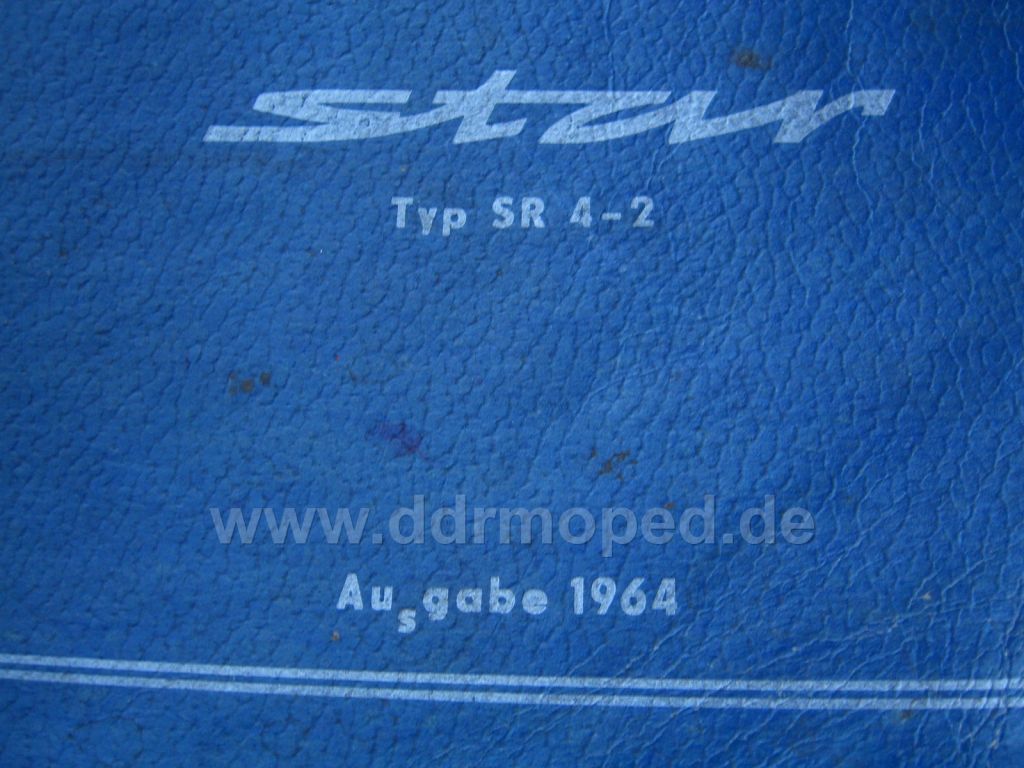 star
Typ SR 4-2
www.ddrmoped.de
Ausgabe 1964